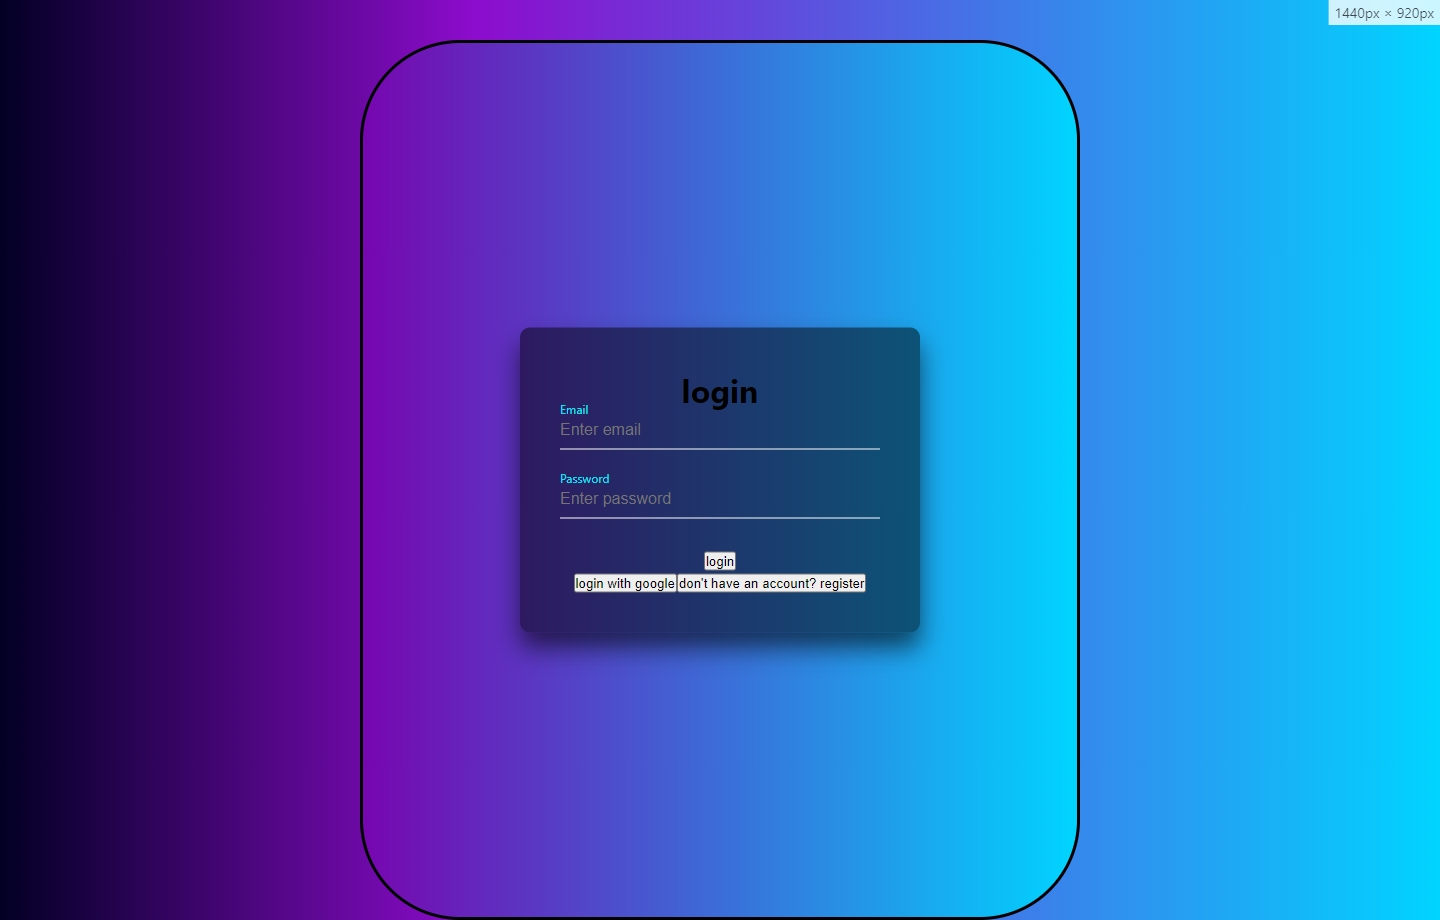 1440px × 920px
login
Email
Enter email
Password
Enter password
login
login with google don't have an account? register